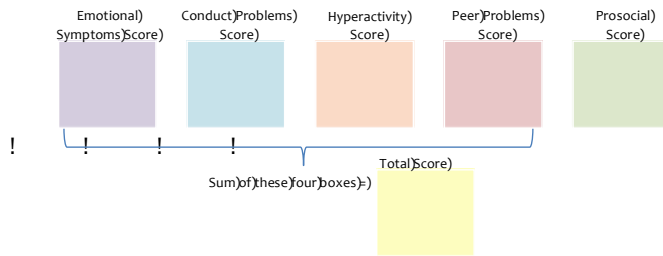 Emotional)
Symptoms)Score)
Conduct)Problems)
Score)
Hyperactivity)
Score)
Peer)Problems)
Score)
Prosocial)
Score)
! ! ! !
Total)Score)
Sum)of)these)four)boxes)=)